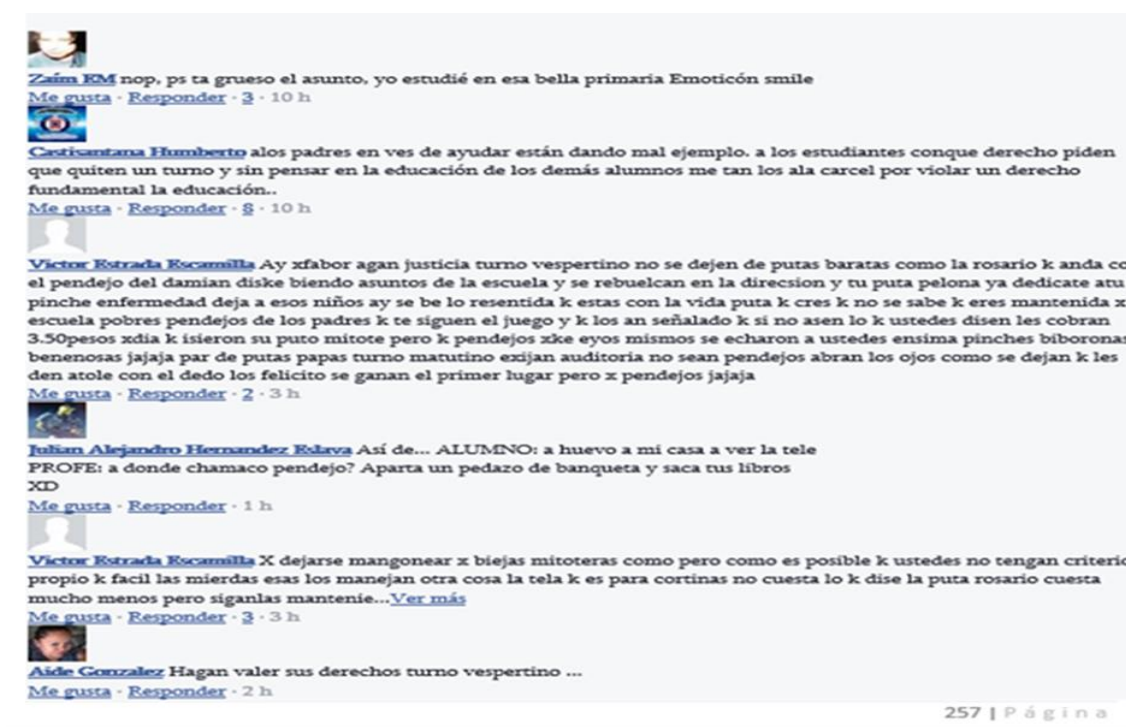 Zaím EM nop, ps ta grueso el asunto, yo estudié en esa bella primaria Emoticón smile
Me gusta · Responder · 3 · 10 h
Castisantana Humberto alos padres en ves de ayudar están dando mal ejemplo. a los estudiantes conque derecho piden
que quiten un turno y sin pensar en la educación de los demás alumnos me tan los ala carcel por violar un derecho
fundamental la educación..
Me gusta · Responder · 8 · 10 h
Victor Estrada Escamilla Ay xfabor agan justicia turno vespertino no se dejen de putas baratas como la rosario k anda co
el pendejo del damian diske biendo asuntos de la escuela y se rebuelcan en la direcsion y tu puta pelona ya dedicate atu
pinche enfermedad deja a esos niños ay se be lo resentida k estas con la vida puta k cres k no se sabe k eres mantenida x
escuela pobres pendejos de los padres k te siguen el juego y k los an señalado k si no asen lo k ustedes disen les cobran
3.50pesos xdia k isieron su puto mitote pero k pendejos xke eyos mismos se echaron a ustedes ensima pinches biboronas
benenosas jajaja par de putas papas turno matutino exijan auditoria no sean pendejos abran los ojos como se dejan k les
den atole con el dedo los felicito se ganan el primer lugar pero x pendejos jajaja
Me gusta · Responder · 2 · 3 h
Julian Alejandro Hernandez Eslava Así de... ALUMNO: a huevo a mi casa a ver la tele
PROFE: a donde chamaco pendejo? Aparta un pedazo de banqueta y saca tus libros
XD
Me gusta · Responder · 1 h
Victor Estrada Escamilla X dejarse mangonear x biejas mitoteras como pero como es posible k ustedes no tengan criterio
propio k facil las mierdas esas los manejan otra cosa la tela k es para cortinas no cuesta lo k dise la puta rosario cuesta
mucho menos pero siganlas mantenie...Ver más
Me gusta · Responder · 3 · 3 h
Aide Gonzalez Hagan valer sus derechos turno vespertino ...
Me gusta · Responder · 2 h
257 | Página